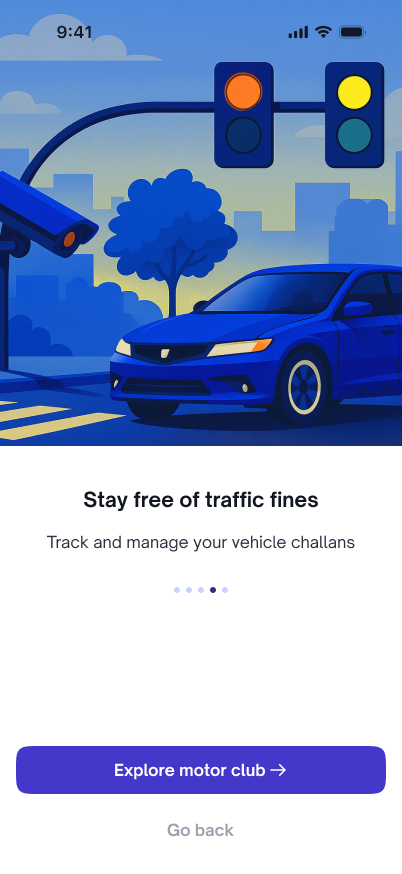 9:41
Stay free of traffic fines
Track and manage your vehicle challans
Explore motor club →
Go back